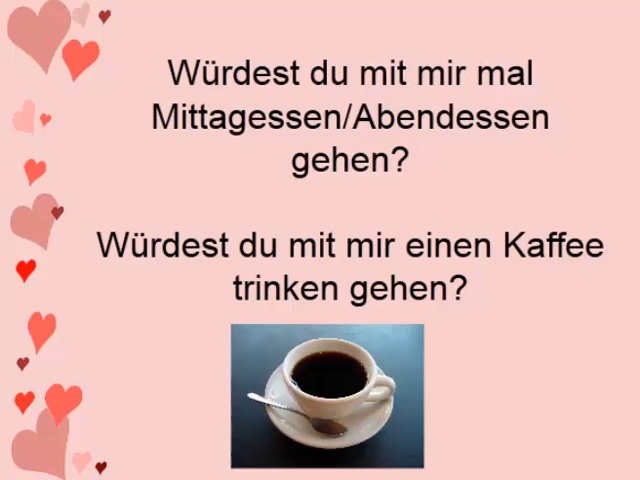 Würdest du mit mir mal
Mittagessen/Abendessen
gehen?
Würdest du mit mir einen Kaffee
trinken gehen?